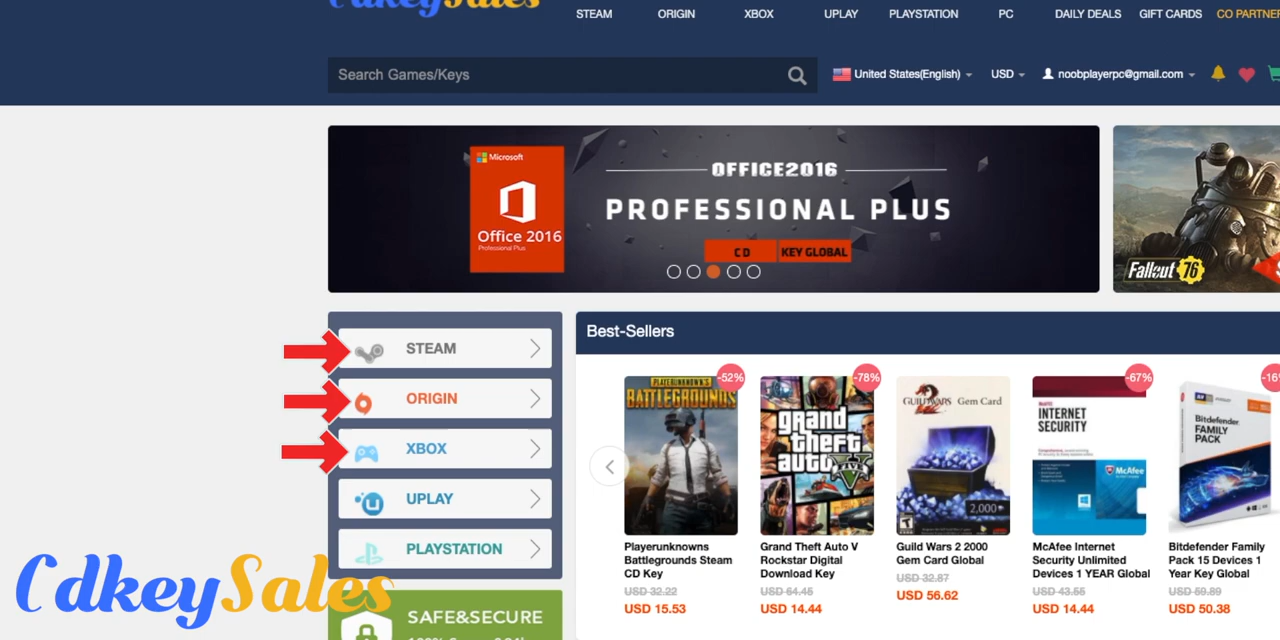 CdkeySales
STEAM ORIGIN XBOX UPLAY PLAYSTATION PC DAILY DEALS GIFT CARDS CO PARTNER
Search Games/Keys
United States(English) USD noobplayerpc@gmail.com
Microsoft
Office 2016
Professional Plus
OFFICE2016
PROFESSIONAL PLUS
CD KEY GLOBAL
Fallout 76
STEAM
ORIGIN
XBOX
UPLAY
PLAYSTATION
SAFE&SECURE
CdkeySales
Best-Sellers
-52%
-78%
-67%
-16%
PLAYERUNKNOWN'S
BATTLEGROUNDS
grand
theft
auto
FIVE
GUILD WARS 2 Gem Card
2,000
McAfee
INTERNET
SECURITY
McAfee
Bitdefender
FAMILY
PACK
Playerunknowns
Battlegrounds Steam
CD Key
USD 32.22
USD 15.53
Grand Theft Auto V
Rockstar Digital
Download Key
USD 64.45
USD 14.44
Guild Wars 2 2000
Gem Card Global
USD 32.87
USD 56.62
McAfee Internet
Security Unlimited
Devices 1 YEAR Global
USD 43.55
USD 14.44
Bitdefender Family
Pack 15 Devices 1
Year Key Global
USD 59.89
USD 50.38